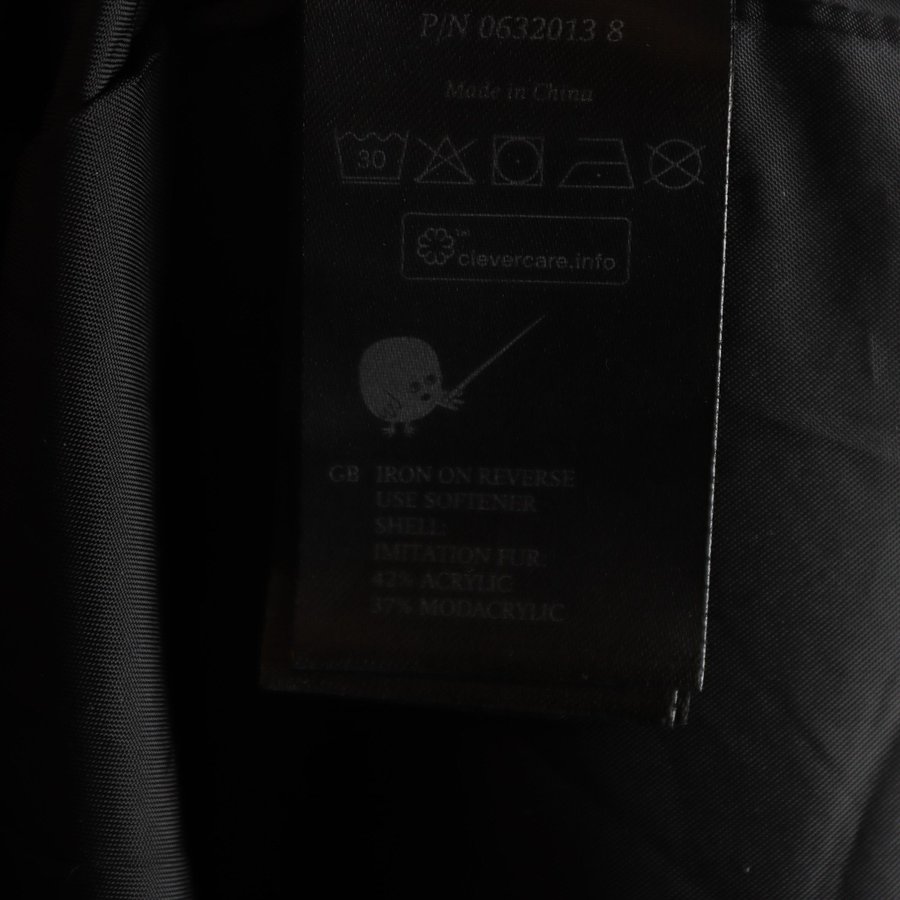 P/N 0632013 8
Made in China
30
clevercare.info™
GB IRON ON REVERSE
USE SOFTENER
SHELL:
IMITATION FUR:
42% ACRYLIC
37% MODACRYLIC